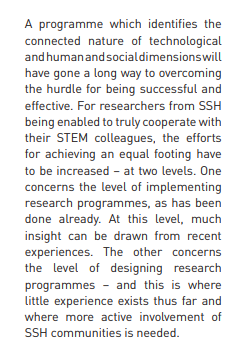 A programme which identifies the
connected nature of technological
and human and social dimensions will
have gone a long way to overcoming
the hurdle for being successful and
effective. For researchers from SSH
being enabled to truly cooperate with
their STEM colleagues, the efforts
for achieving an equal footing have
to be increased – at two levels. One
concerns the level of implementing
research programmes, as has been
done already. At this level, much
insight can be drawn from recent
experiences. The other concerns
the level of designing research
programmes – and this is where
little experience exists thus far and
where more active involvement of
SSH communities is needed.